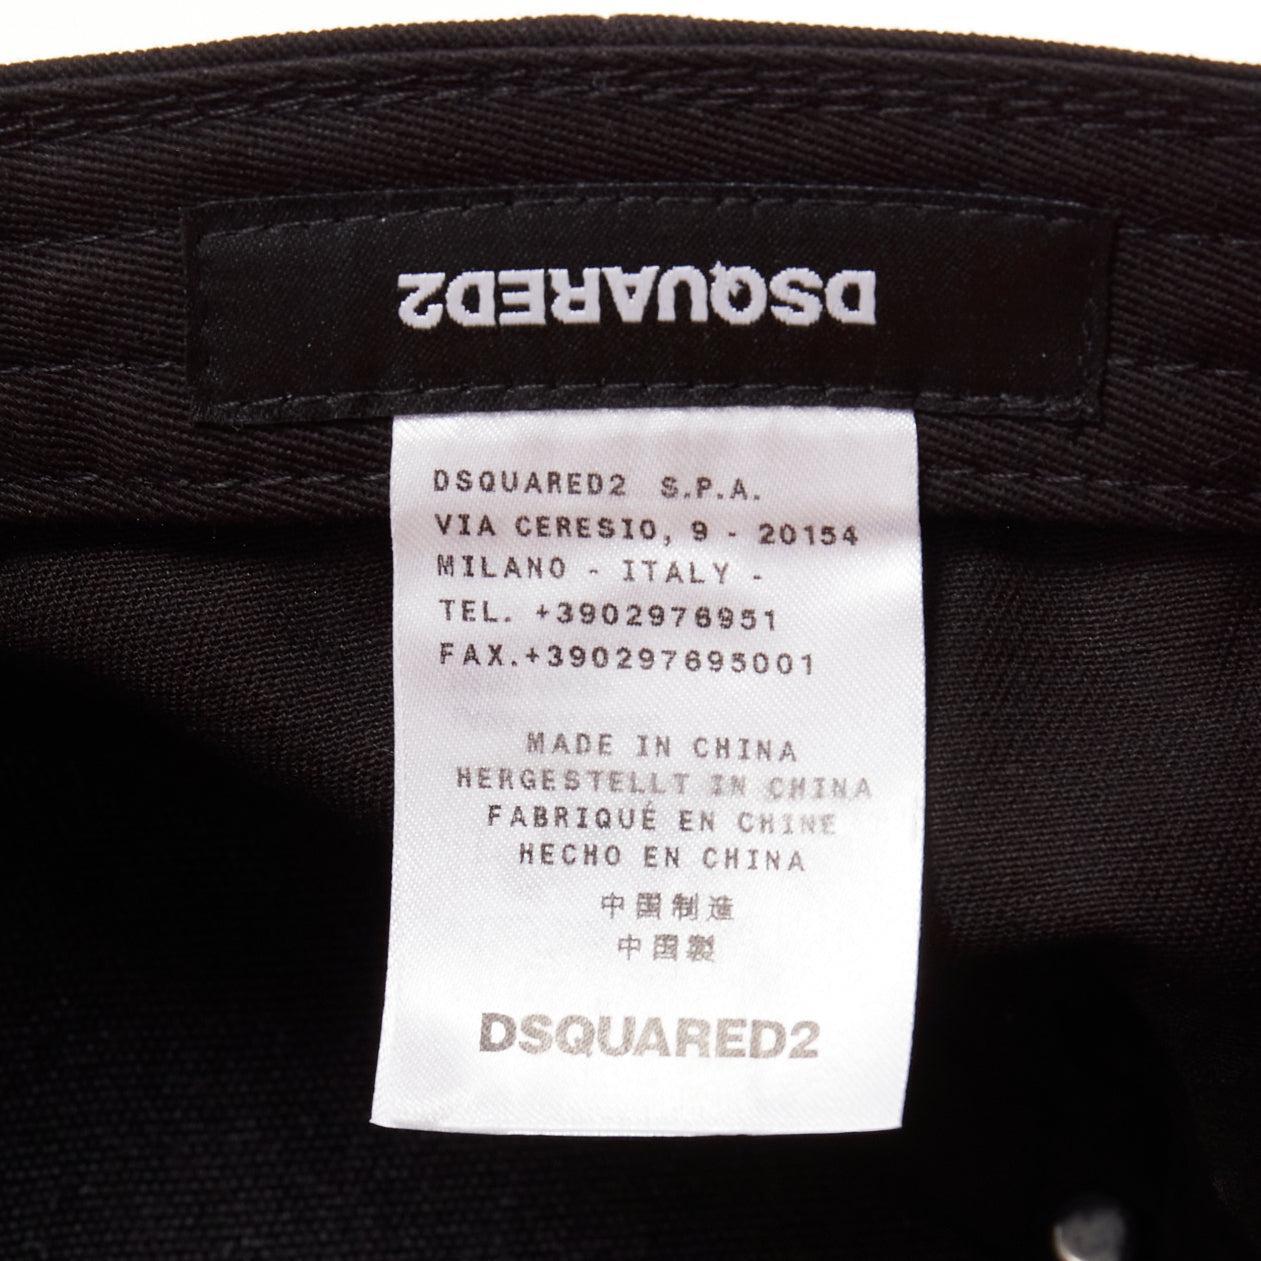 DSQUARED2
DSQUARED2 S.P.A.
VIA CERESIO, 9 - 20154
MILANO - ITALY -
TEL. +3902976951
FAX.+390297695001
MADE IN CHINA
HERGESTELLT IN CHINA
FABRIQUÉ EN CHINE
HECHO EN CHINA
中国制造
中国製
DSQUARED2